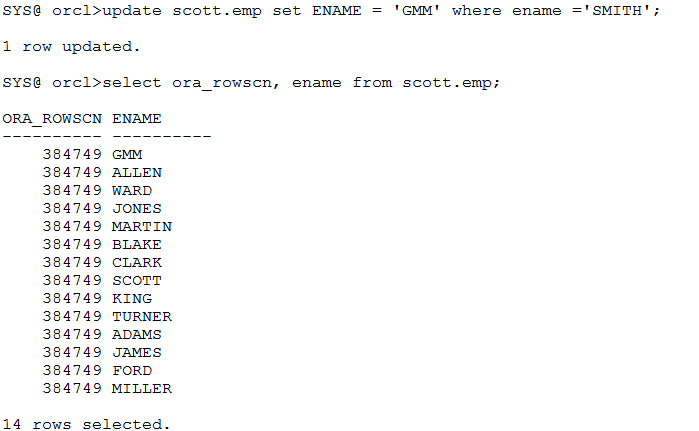 SYS@ orcl>update scott.emp set ENAME = 'GMM' where ename ='SMITH';
1 row updated.
SYS@ orcl>select ora_rowscn, ename from scott.emp;
ORA_ROWSCN ENAME
---------- ----------
384749 GMM
384749 ALLEN
384749 WARD
384749 JONES
384749 MARTIN
384749 BLAKE
384749 CLARK
384749 SCOTT
384749 KING
384749 TURNER
384749 ADAMS
384749 JAMES
384749 FORD
384749 MILLER
14 rows selected.